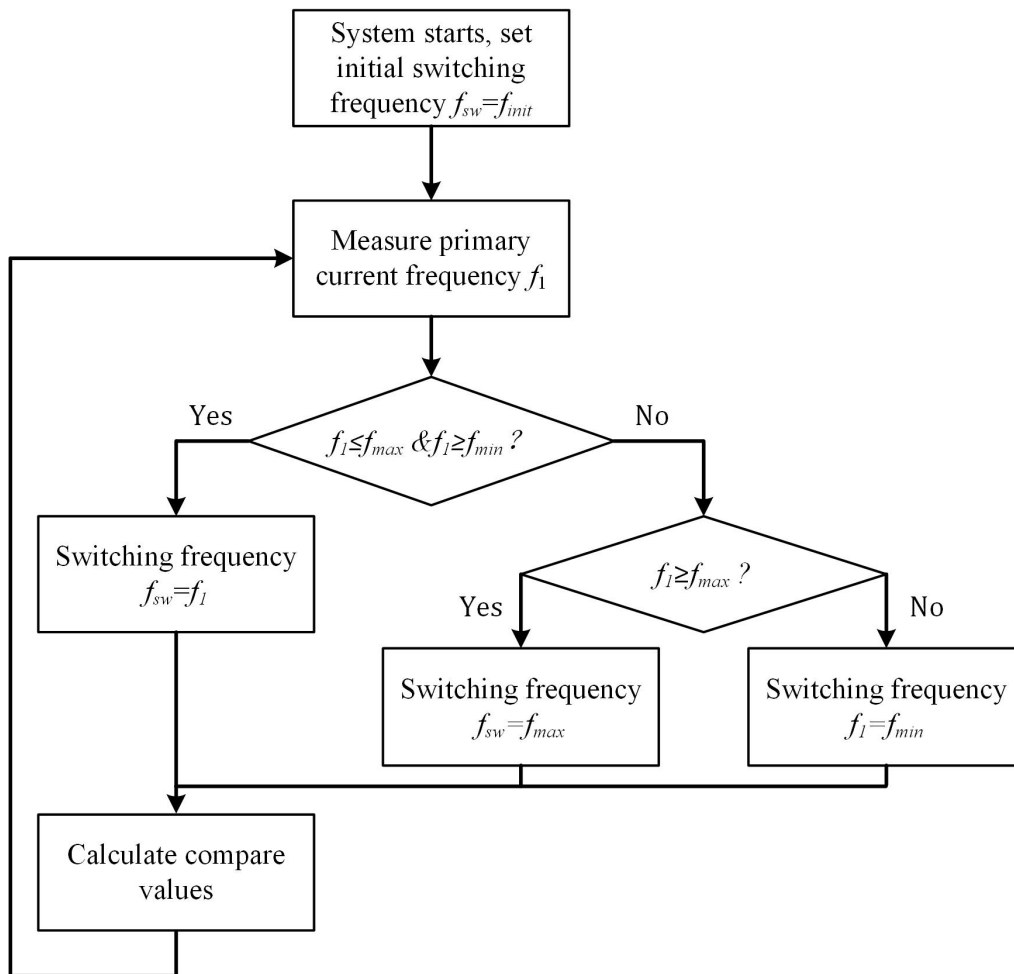 System starts, set
initial switching
frequency fsw=finit
Measure primary
current frequency f1
Yes
No
f1≤fmax &f1≥fmin ?
Switching frequency
fsw=f1
f1≥fmax ?
Yes
No
Switching frequency
fsw=fmax
Switching frequency
f1=fmin
Calculate compare
values